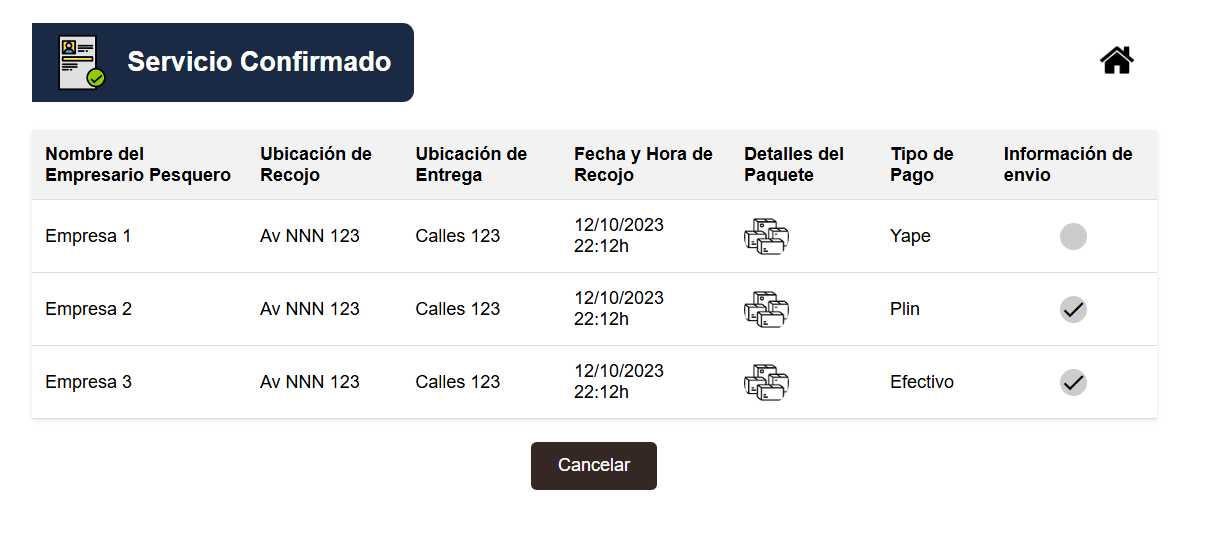 Servicio Confirmado
Nombre del Empresario Pesquero
Ubicación de Recojo
Ubicación de Entrega
Fecha y Hora de Recojo
Detalles del Paquete
Tipo de Pago
Información de envio
Empresa 1
Av NNN 123
Calles 123
12/10/2023 22:12h
Yape
Empresa 2
Av NNN 123
Calles 123
12/10/2023 22:12h
Plin
Empresa 3
Av NNN 123
Calles 123
12/10/2023 22:12h
Efectivo
Cancelar